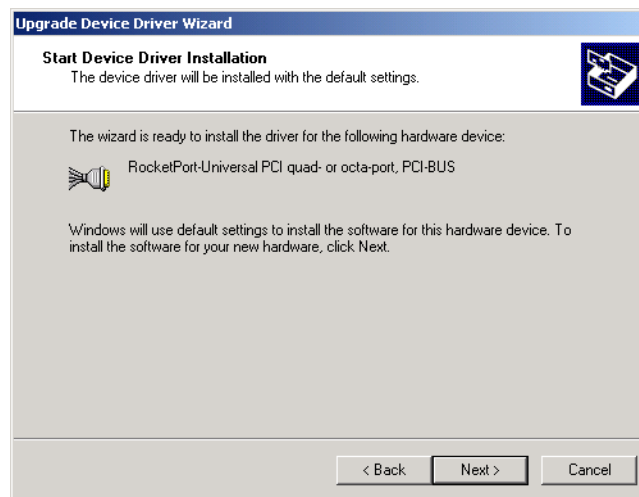 Upgrade Device Driver Wizard
Start Device Driver Installation
The device driver will be installed with the default settings.
The wizard is ready to install the driver for the following hardware device:
RocketPort-Universal PCI quad- or octa-port, PCI-BUS
Windows will use default settings to install the software for this hardware device. To
install the software for your new hardware, click Next.
< Back
Next >
Cancel